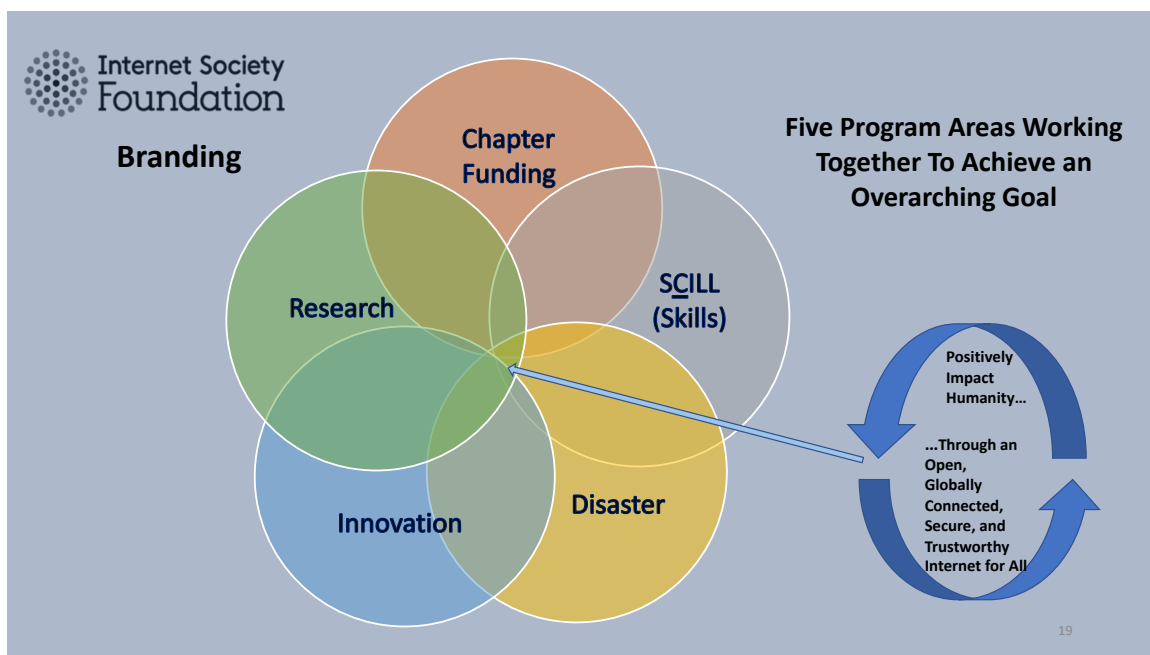 Internet Society
Foundation
Branding
Chapter
Funding
Research
SCILL
(Skills)
Innovation
Disaster
Five Program Areas Working
Together To Achieve an
Overarching Goal
Positively
Impact
Humanity…
…Through an
Open,
Globally
Connected,
Secure, and
Trustworthy
Internet for All
19